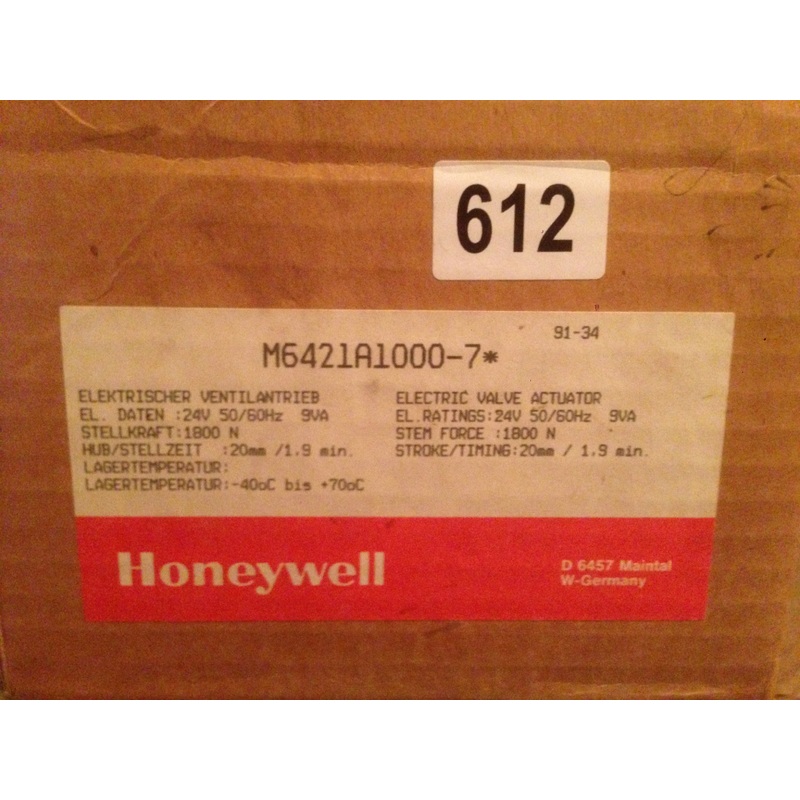 612
91-34
M6421A1000-7*
ELEKTRISCHER VENTILANTRIEB
EL. DATEN :24V 50/60Hz 9VA
STELLKRAFT:1800 N
HUB/STELLZEIT :20mm /1.9 min.
LAGERTEMPERATUR:
LAGERTEMPERATUR:-40oC bis +70oC
ELECTRIC VALVE ACTUATOR
EL.RATINGS:24V 50/60Hz 9VA
STEM FORCE :1800 N
STROKE/TIMING:20mm / 1.9 min.
Honeywell
D 6457 Maintal
W-Germany